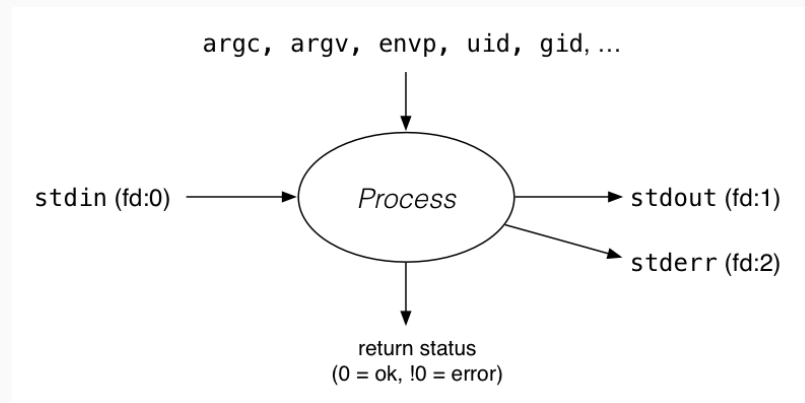 argc, argv, envp, uid, gid, ...
stdin (fd:0)
Process
stdout (fd:1)
stderr (fd:2)
return status
(0 = ok, !0 = error)